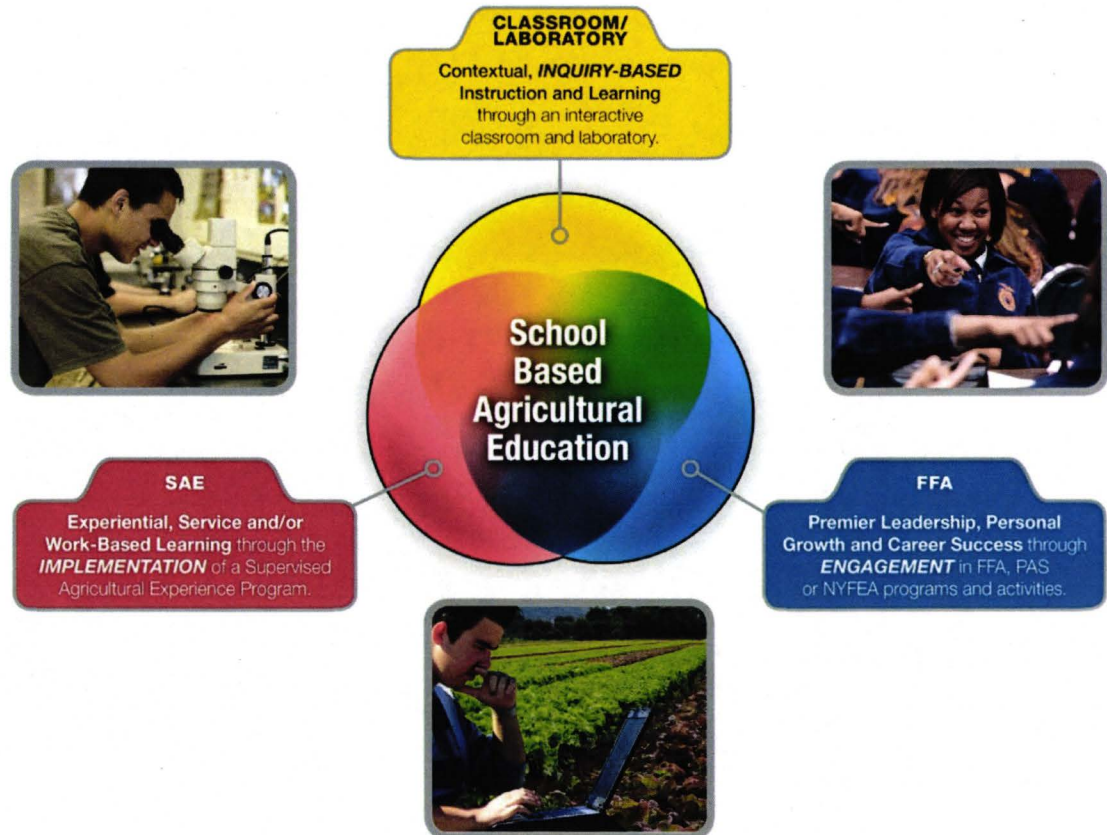 CLASSROOM/
LABORATORY
Contextual, INQUIRY-BASED
Instruction and Learning
through an interactive
classroom and laboratory.
School
Based
Agricultural
Education
SAE
Experiential, Service and/or
Work-Based Learning through the
IMPLEMENTATION of a Supervised
Agricultural Experience Program.
FFA
Premier Leadership, Personal
Growth and Career Success through
ENGAGEMENT in FFA, PAS
or NYFEA programs and activities.